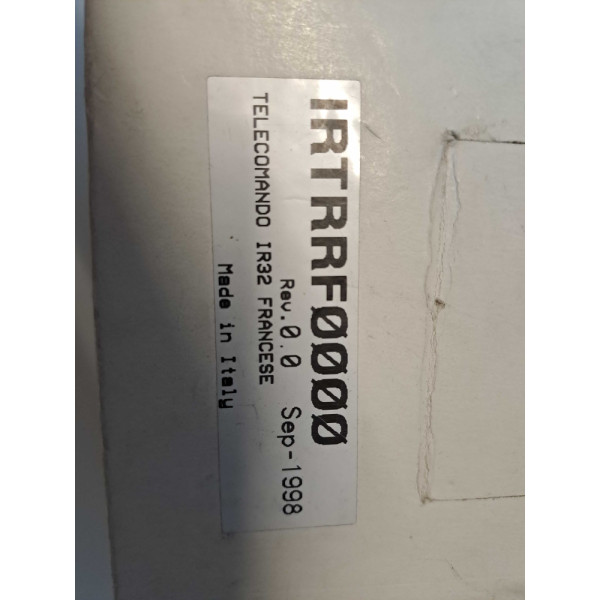 IRTRRF0000
Rev.0.0 Sep-1998
TELECOMANDO IR32 FRANCESE
Made in Italy